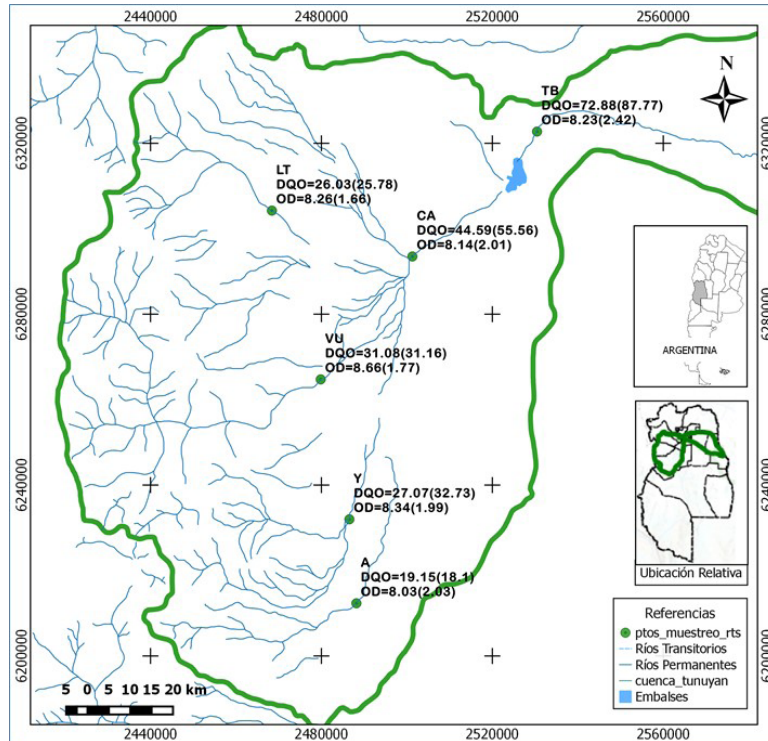 2440000
2480000
2520000
2560000
N
TB
DQO=72.88(87.77)
OD=8.23(2.42)
6320000
6320000
LT
DQO=26.03(25.78)
OD=8.26(1.66)
CA
DQO=44.59(55.56)
OD=8.14(2.01)
6280000
6280000
ARGENTINA
VU
DQO=31.08(31.16)
OD=8.66(1.77)
6240000
6240000
Y
DQO=27.07(32.73)
OD=8.34(1.99)
A
DQO=19.15(18.1)
OD=8.03(2.03)
Ubicación Relativa
Referencias
ptos_muestreo_rts
Ríos Transitorios
Ríos Permanentes
cuenca_tunuyan
Embalses
6200000
6200000
5 0 5 10 15 20 km
2440000
2480000
2520000
2560000